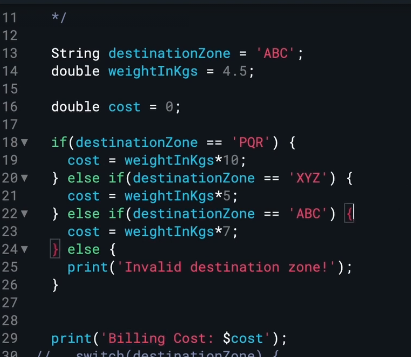 11 */
12
13 String destinationZone = 'ABC';
14 double weightInKgs = 4.5;
15
16 double cost = 0;
17
18 if(destinationZone == 'PQR') {
19 cost = weightInKgs*10;
20 } else if(destinationZone == 'XYZ') {
21 cost = weightInKgs*5;
22 } else if(destinationZone == 'ABC') {
23 cost = weightInKgs*7;
24 } else {
25 print('Invalid destination zone!');
26 }
27
28
29 print('Billing Cost: $cost');
30 // switch(destinationZone) {